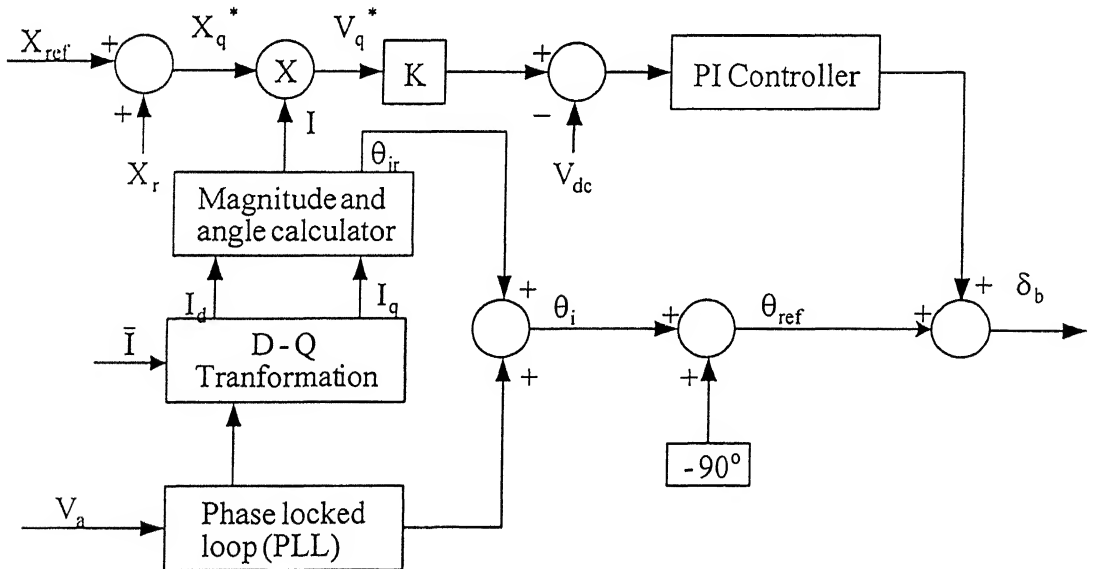 X_ref
+
+
X_r
X_q*
X
V_q*
K
+
-
V_dc
PI Controller
I
θ_ir
Magnitude and
angle calculator
I_d
I_q
Ī
D - Q
Tranformation
V_a
Phase locked
loop (PLL)
+
+
θ_i
+
+
-90°
θ_ref
+
+
δ_b